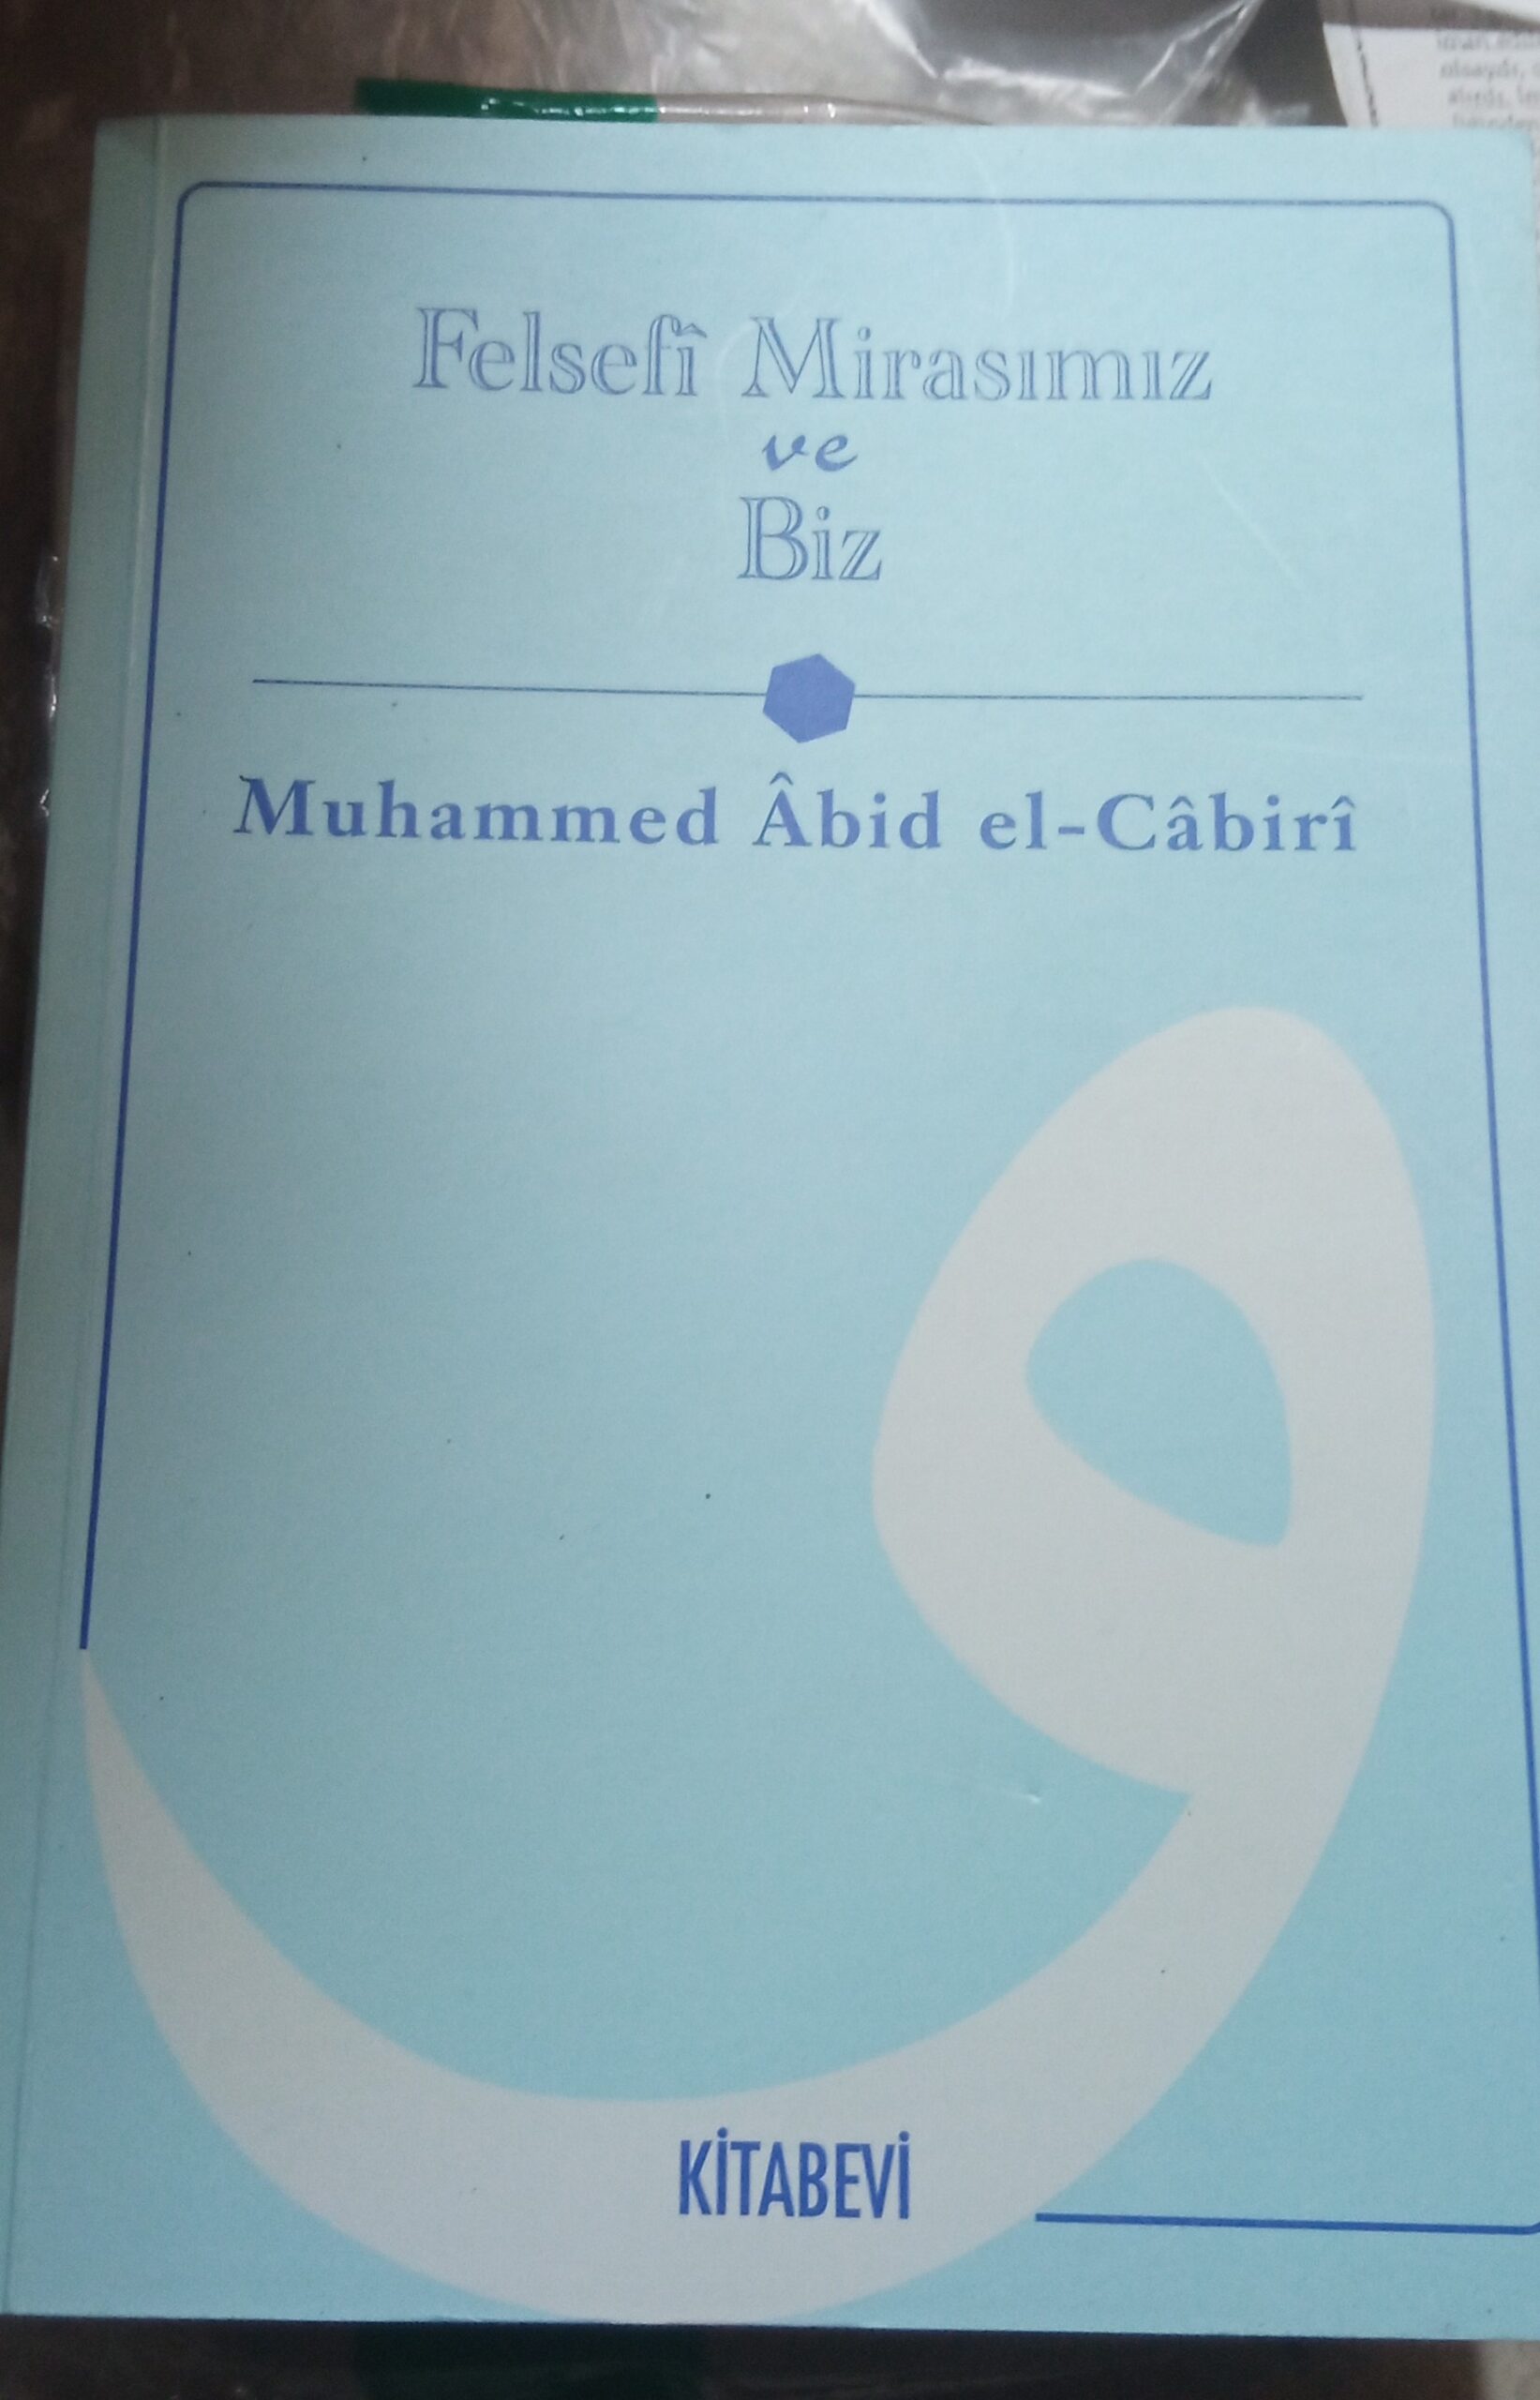 Felsefî Mirasımız
ve
Biz
Muhammed Âbid el-Câbirî
و
KİTABEVİ